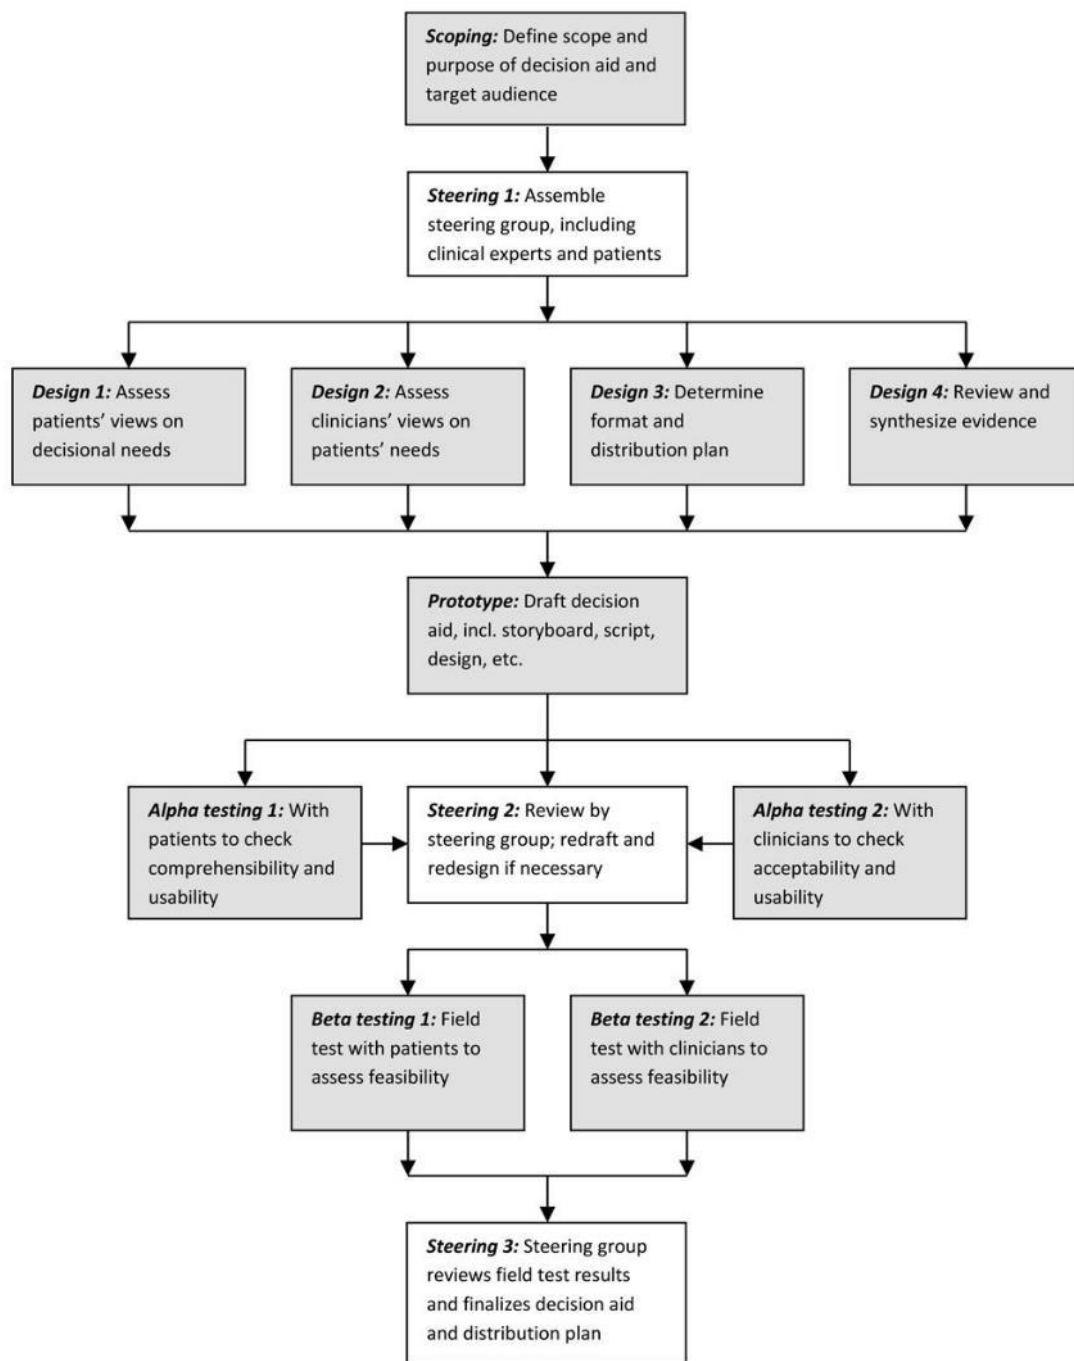 Scoping: Define scope and
purpose of decision aid and
target audience
Steering 1: Assemble
steering group, including
clinical experts and patients
Design 1: Assess
patients’ views on
decisional needs
Design 2: Assess
clinicians’ views on
patients’ needs
Design 3: Determine
format and
distribution plan
Design 4: Review and
synthesize evidence
Prototype: Draft decision
aid, incl. storyboard, script,
design, etc.
Alpha testing 1: With
patients to check
comprehensibility and
usability
Steering 2: Review by
steering group; redraft and
redesign if necessary
Alpha testing 2: With
clinicians to check
acceptability and
usability
Beta testing 1: Field
test with patients to
assess feasibility
Beta testing 2: Field
test with clinicians to
assess feasibility
Steering 3: Steering group
reviews field test results
and finalizes decision aid
and distribution plan